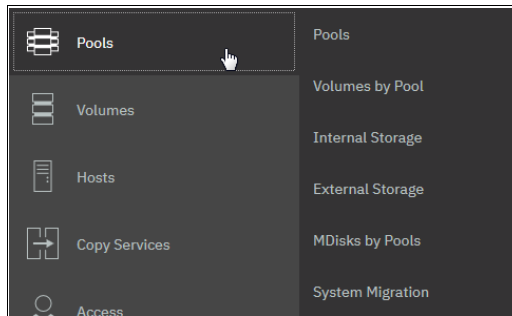 Pools
Volumes
Hosts
Copy Services
Access
Pools
Volumes by Pool
Internal Storage
External Storage
MDisks by Pools
System Migration